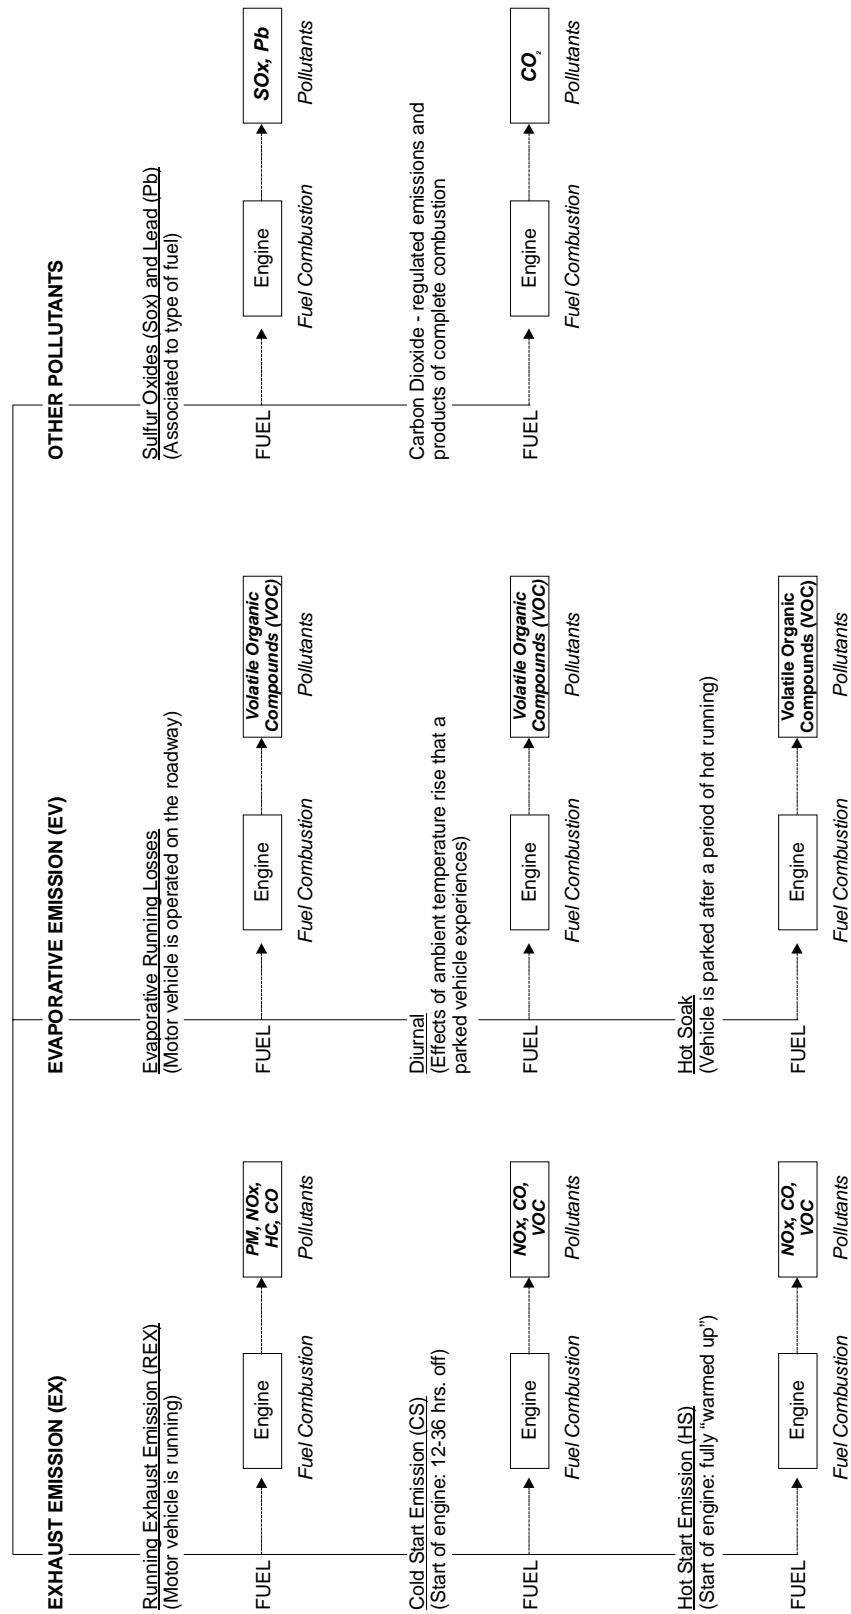 EXHAUST EMISSION (EX)
Running Exhaust Emission (REX)
(Motor vehicle is running)
FUEL
Engine
Fuel Combustion
PM, NOx,
HC, CO
Pollutants
Cold Start Emission (CS)
(Start of engine: 12-36 hrs. off)
FUEL
Engine
Fuel Combustion
NOx, CO,
VOC
Pollutants
Hot Start Emission (HS)
(Start of engine: fully “warmed up”)
FUEL
Engine
Fuel Combustion
NOx, CO,
VOC
Pollutants
EVAPORATIVE EMISSION (EV)
Evaporative Running Losses
(Motor vehicle is operated on the roadway)
FUEL
Engine
Fuel Combustion
Volatile Organic
Compounds (VOC)
Pollutants
Diurnal
(Effects of ambient temperature rise that a
parked vehicle experiences)
FUEL
Engine
Fuel Combustion
Volatile Organic
Compounds (VOC)
Pollutants
Hot Soak
(Vehicle is parked after a period of hot running)
FUEL
Engine
Fuel Combustion
Volatile Organic
Compounds (VOC)
Pollutants
OTHER POLLUTANTS
Sulfur Oxides (Sox) and Lead (Pb)
(Associated to type of fuel)
FUEL
Engine
Fuel Combustion
SOx, Pb
Pollutants
Carbon Dioxide - regulated emissions and
products of complete combustion
FUEL
Engine
Fuel Combustion
CO₂
Pollutants